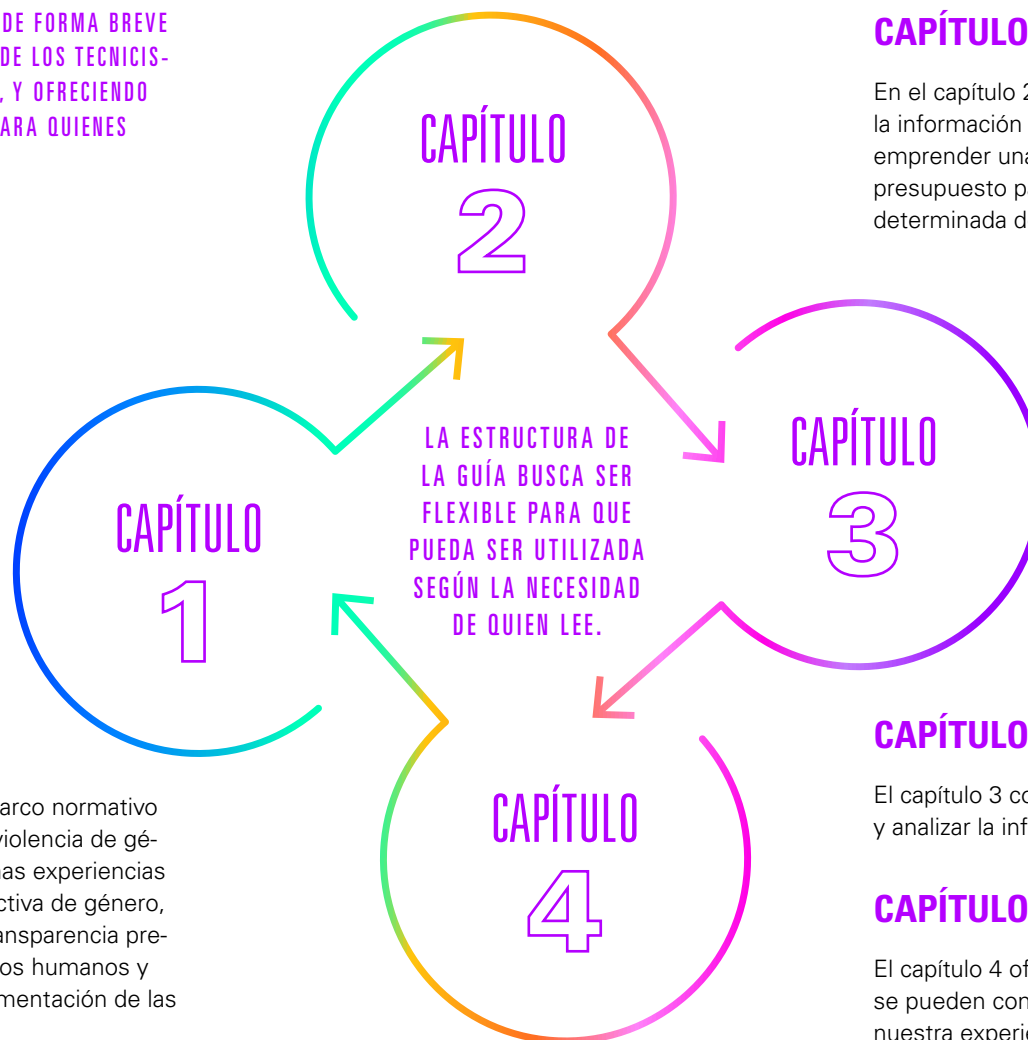 DE FORMA BREVE
DE LOS TECNICIS-
, Y OFRECIENDO
ARA QUIENES
CAPÍTULO
2
CAPÍTULO
En el capítulo 2
la información
emprender una
presupuesto pa
determinada d
LA ESTRUCTURA DE
LA GUÍA BUSCA SER
FLEXIBLE PARA QUE
PUEDA SER UTILIZADA
SEGÚN LA NECESIDAD
DE QUIEN LEE.
CAPÍTULO
3
CAPÍTULO
1
arco normativo
violencia de gé-
nas experiencias
ctiva de género,
ansparencia pre-
os humanos y
mentación de las
CAPÍTULO
4
CAPÍTULO
El capítulo 3 co
y analizar la inf
CAPÍTULO
El capítulo 4 of
se pueden con
nuestra experie